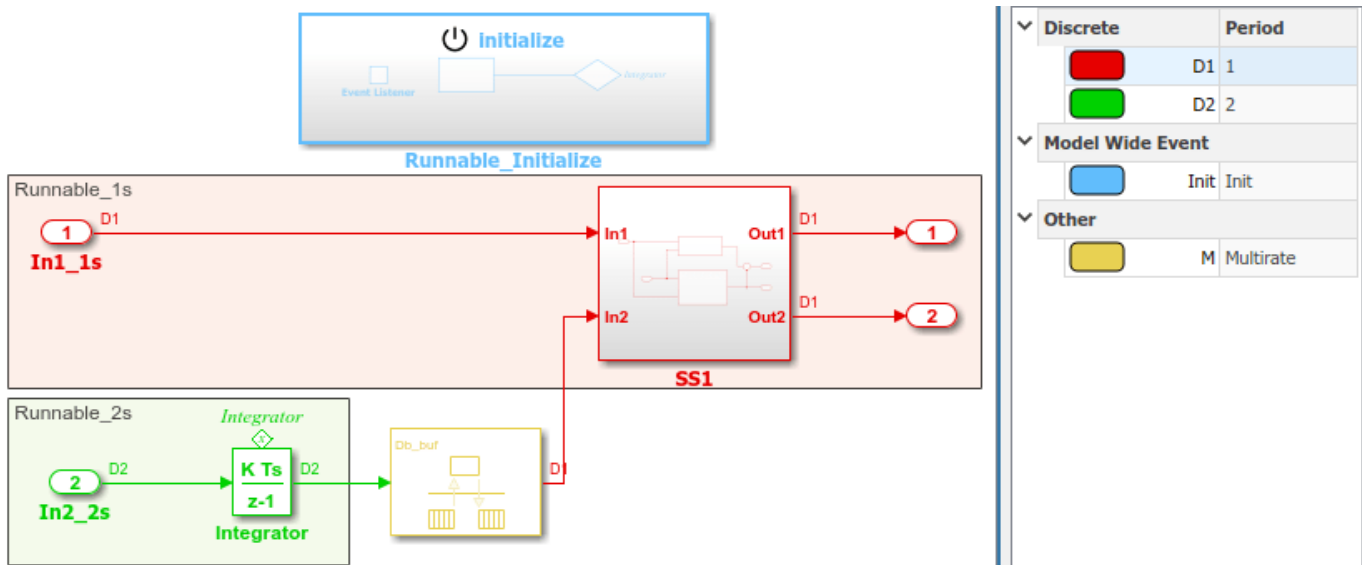 initialize
Event Listener
Integrator
Runnable_Initialize
Runnable_1s
1
D1
In1_1s
In1
Out1
In2
Out2
SS1
D1
1
D1
2
Runnable_2s
Integrator
x
2
D2
In2_2s
K Ts
z-1
D2
Integrator
Db_buf
D1
Discrete Period
D1 1
D2 2
Model Wide Event
Init Init
Other
M Multirate